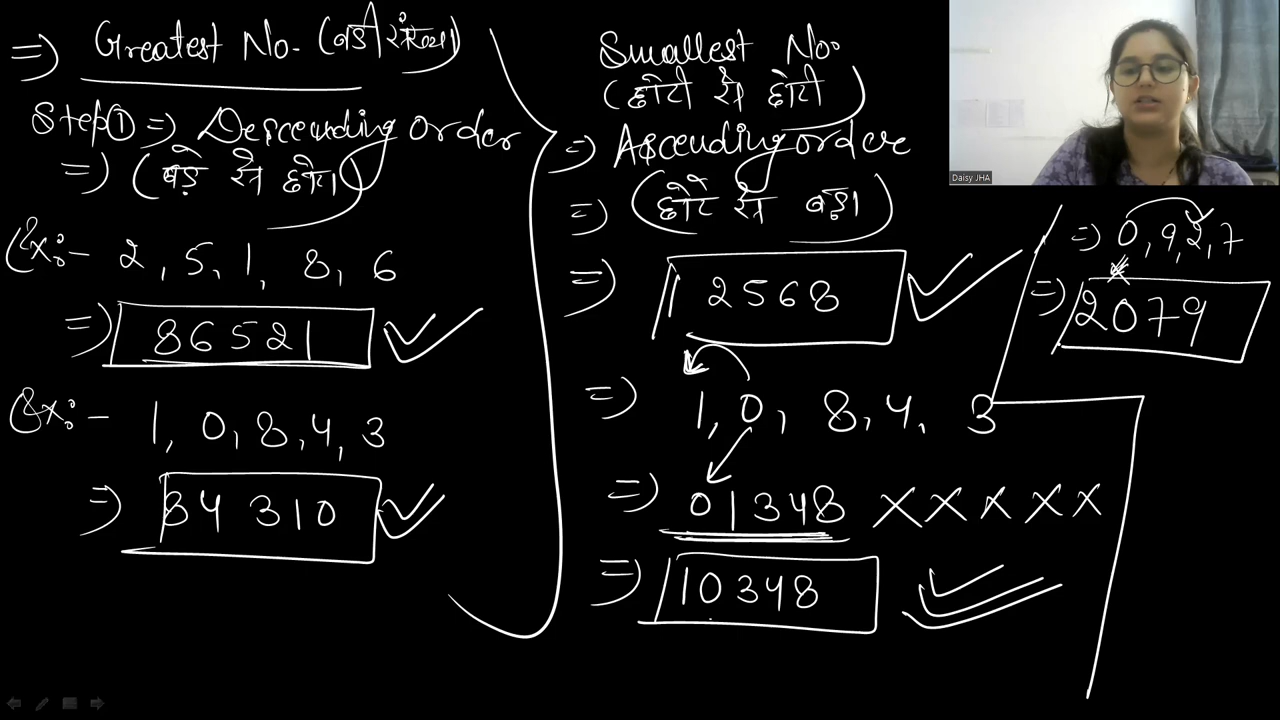 => Greatest No. (बड़ी संख्या)
Step① => Descending order
=> (बड़े से छोटा)
Ex:- 2, 5, 1, 8, 6
=> 86521
Ex:- 1, 0, 8, 4, 3
=> 84310
Smallest No.
(छोटी से छोटी)
=> Ascending order
=> (छोटे से बड़ा)
=> 12568
=> 1, 0, 8, 4, 3
=> 01348 XXXXX
=> 10348
Daisy JHA
=> 0, 9, 2, 7
=> 2079